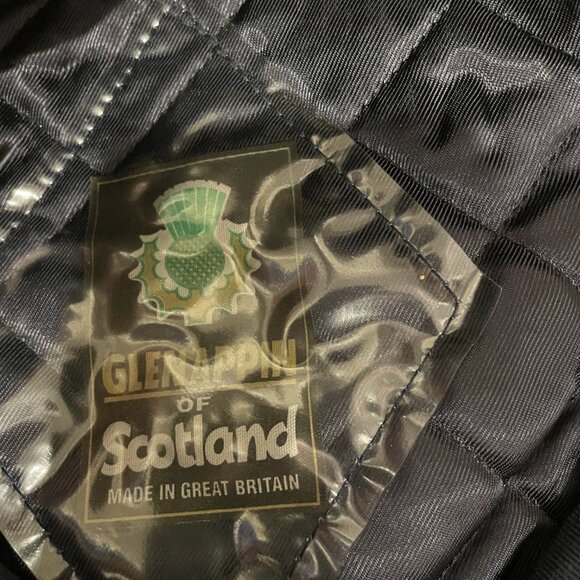 GLENAPPIN
OF
Scotland
MADE IN GREAT BRITAIN